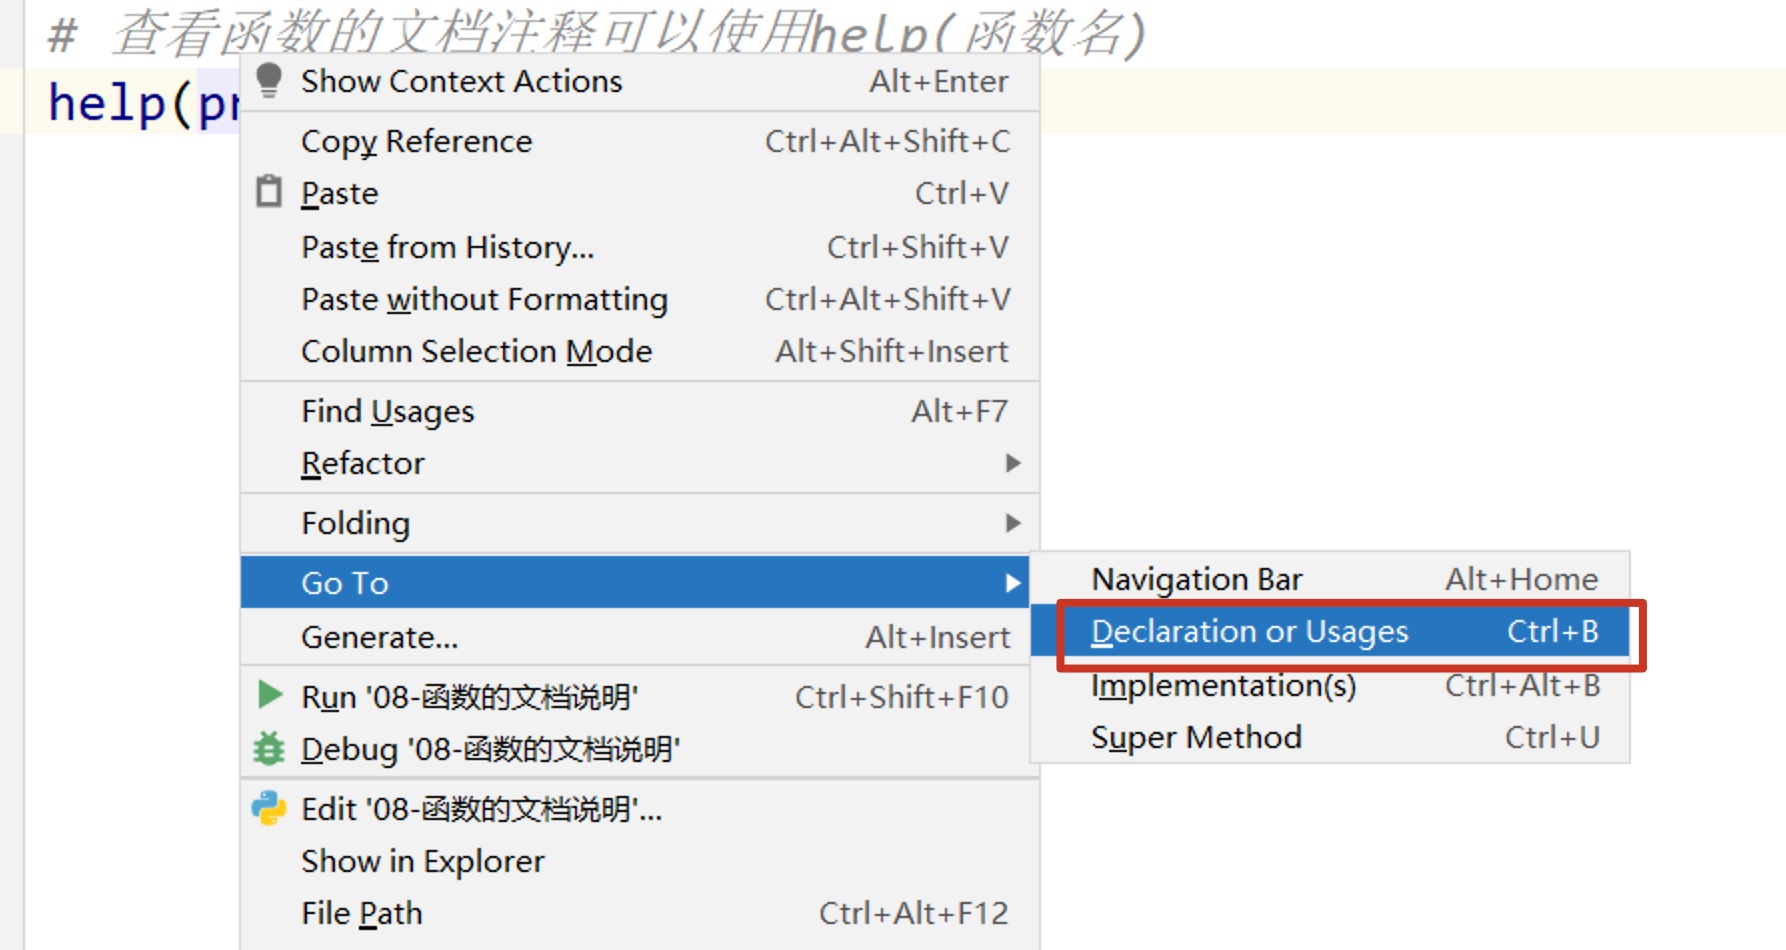 # 查看函数的文档注释可以使用help(函数名)
help(pr
Show Context Actions Alt+Enter
Copy Reference Ctrl+Alt+Shift+C
Paste Ctrl+V
Paste from History... Ctrl+Shift+V
Paste without Formatting Ctrl+Alt+Shift+V
Column Selection Mode Alt+Shift+Insert
Find Usages Alt+F7
Refactor
Folding
Go To
Generate... Alt+Insert
Run '08-函数的文档说明' Ctrl+Shift+F10
Debug '08-函数的文档说明'
Edit '08-函数的文档说明'...
Show in Explorer
File Path Ctrl+Alt+F12
Navigation Bar Alt+Home
Declaration or Usages Ctrl+B
Implementation(s) Ctrl+Alt+B
Super Method Ctrl+U